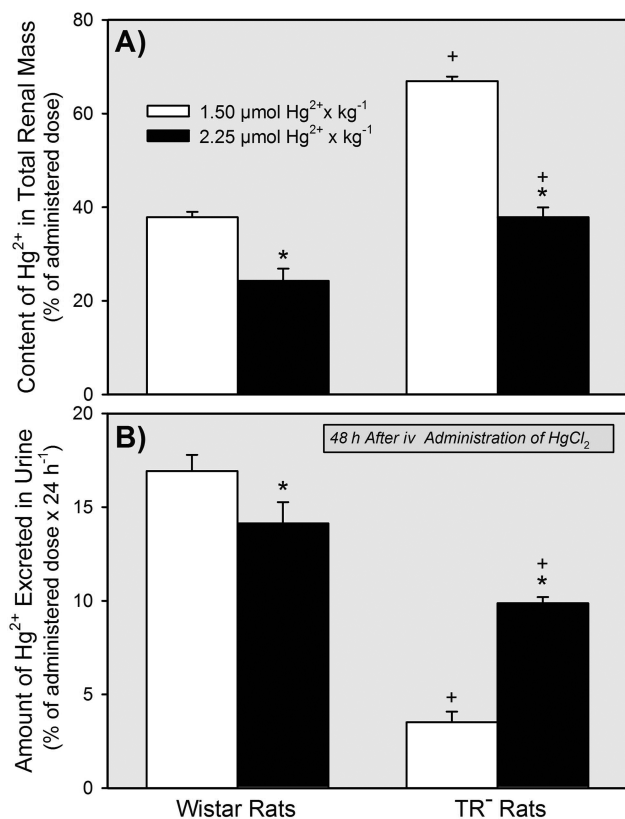 A)
80
60
40
20
0
Content of Hg²⁺ in Total Renal Mass
(% of administered dose)
1.50 µmol Hg²⁺x kg⁻¹
2.25 µmol Hg²⁺ x kg⁻¹
*
+
+
*
B)
20
15
10
5
0
Amount of Hg²⁺ Excreted in Urine
(% of administered dose x 24 h⁻¹)
48 h After iv Administration of HgCl₂
*
+
+
*
Wistar Rats
TR⁻ Rats